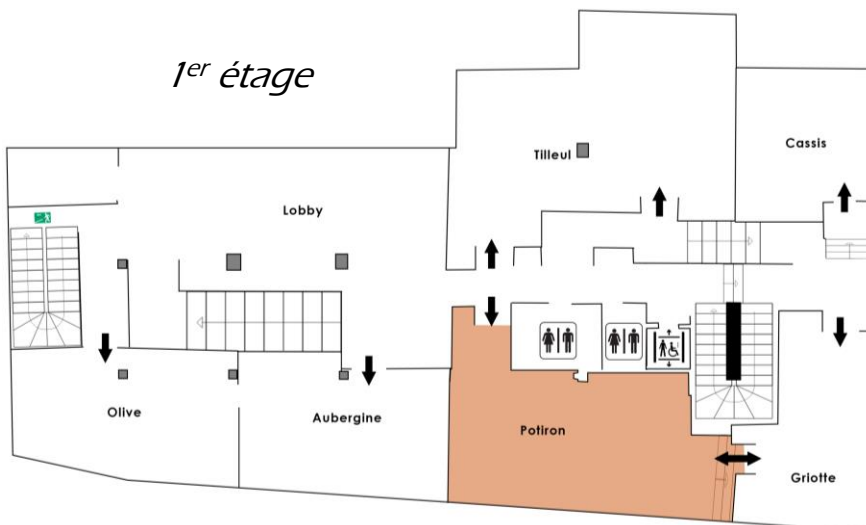 1er étage
Cassis
Tilleul
Lobby
Olive
Aubergine
Potiron
Griotte